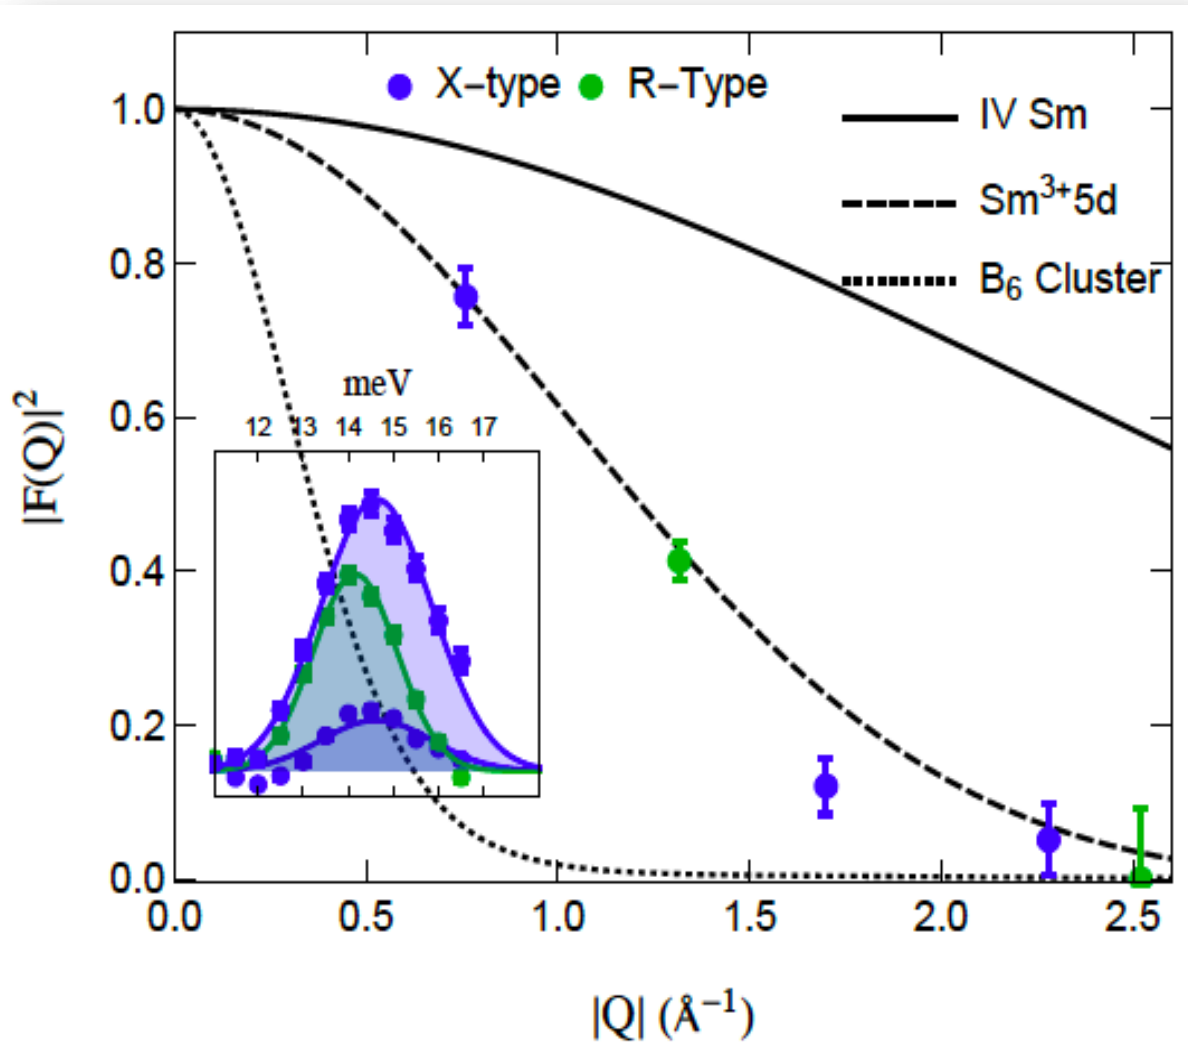 X−type R−Type
IV Sm
Sm³⁺5d
B₆ Cluster
|F(Q)|²
1.0
0.8
0.6
0.4
0.2
0.0
meV
12 13 14 15 16 17
0.0 0.5 1.0 1.5 2.0 2.5
|Q| (Å⁻¹)